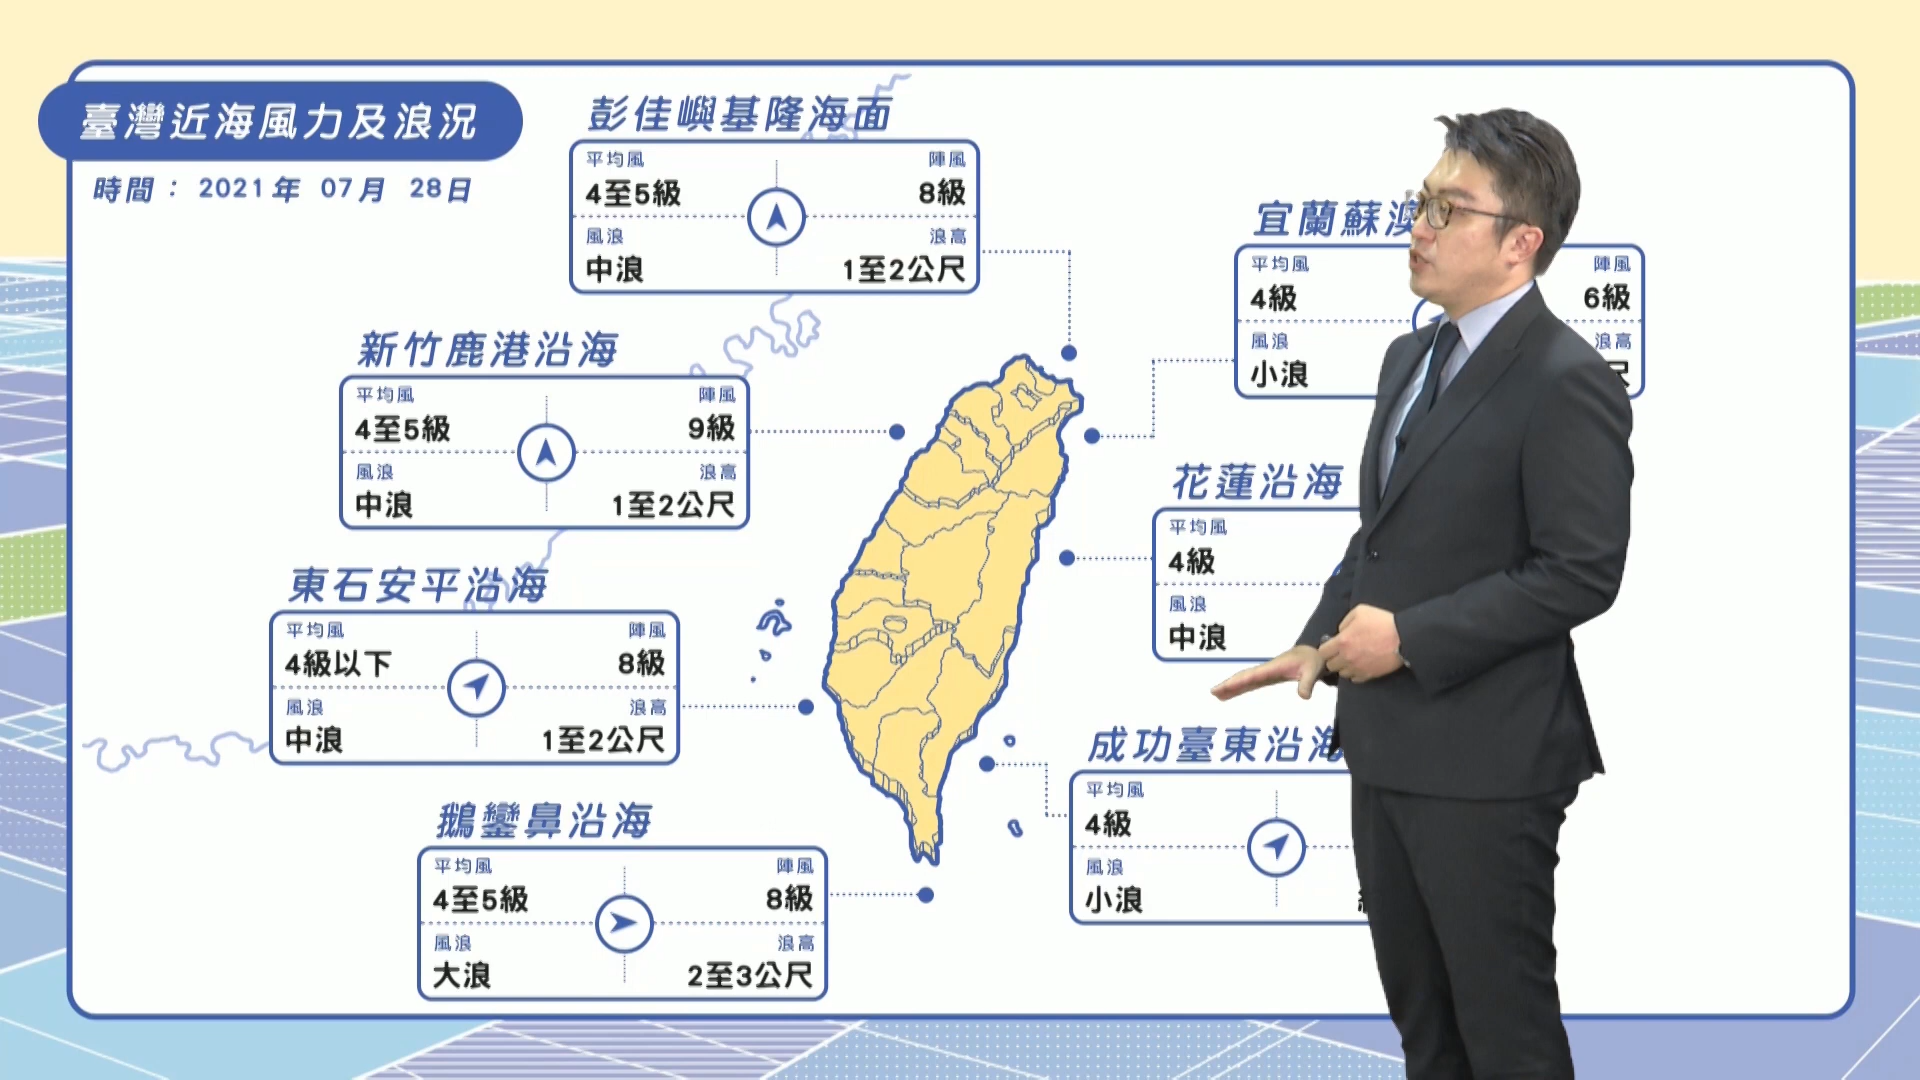 臺灣近海風力及浪況
時間： 2021年 07月 28日
彭佳嶼基隆海面
平均風 陣風
4至5級 8級
風浪 浪高
中浪 1至2公尺
宜蘭蘇澳
平均風 陣風
4級 6級
風浪 浪高
小浪
新竹鹿港沿海
平均風 陣風
4至5級 9級
風浪 浪高
中浪 1至2公尺
花蓮沿海
平均風
4級
風浪
中浪
東石安平沿海
平均風 陣風
4級以下 8級
風浪 浪高
中浪 1至2公尺
成功臺東沿海
平均風
4級
風浪
小浪
鵝鑾鼻沿海
平均風 陣風
4至5級 8級
風浪 浪高
大浪 2至3公尺